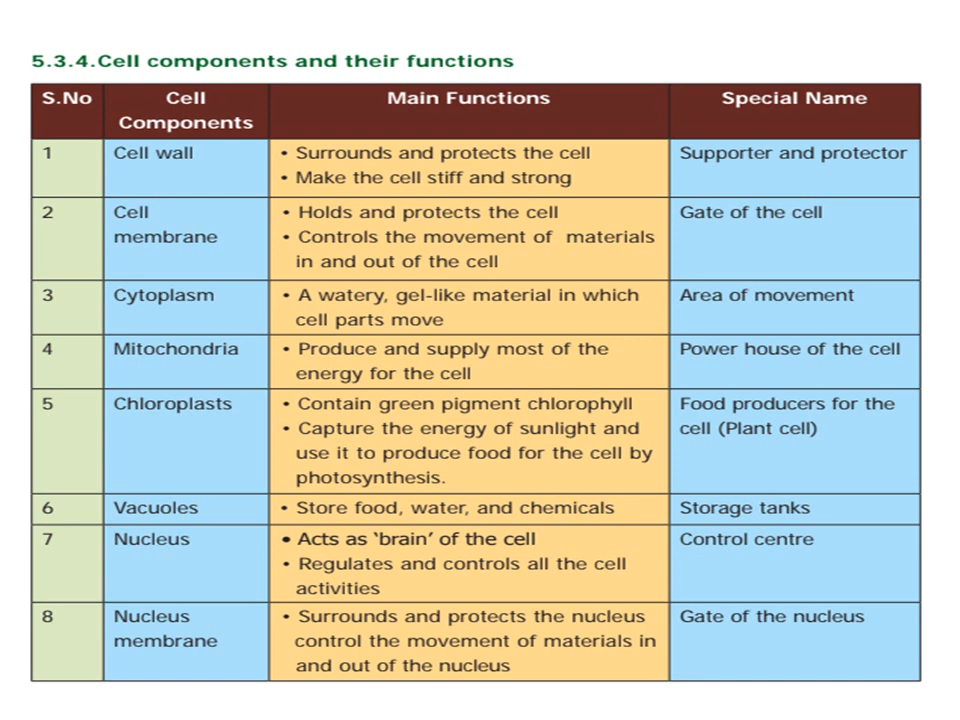 5.3.4.Cell components and their functions
S.No Cell Components Main Functions Special Name
1 Cell wall • Surrounds and protects the cell Supporter and protector
• Make the cell stiff and strong
2 Cell • Holds and protects the cell Gate of the cell
membrane • Controls the movement of materials
in and out of the cell
3 Cytoplasm • A watery, gel-like material in which Area of movement
cell parts move
4 Mitochondria • Produce and supply most of the Power house of the cell
energy for the cell
5 Chloroplasts • Contain green pigment chlorophyll Food producers for the
• Capture the energy of sunlight and cell (Plant cell)
use it to produce food for the cell by
photosynthesis.
6 Vacuoles • Store food, water, and chemicals Storage tanks
7 Nucleus • Acts as ‘brain’ of the cell Control centre
• Regulates and controls all the cell
activities
8 Nucleus • Surrounds and protects the nucleus Gate of the nucleus
membrane control the movement of materials in
and out of the nucleus